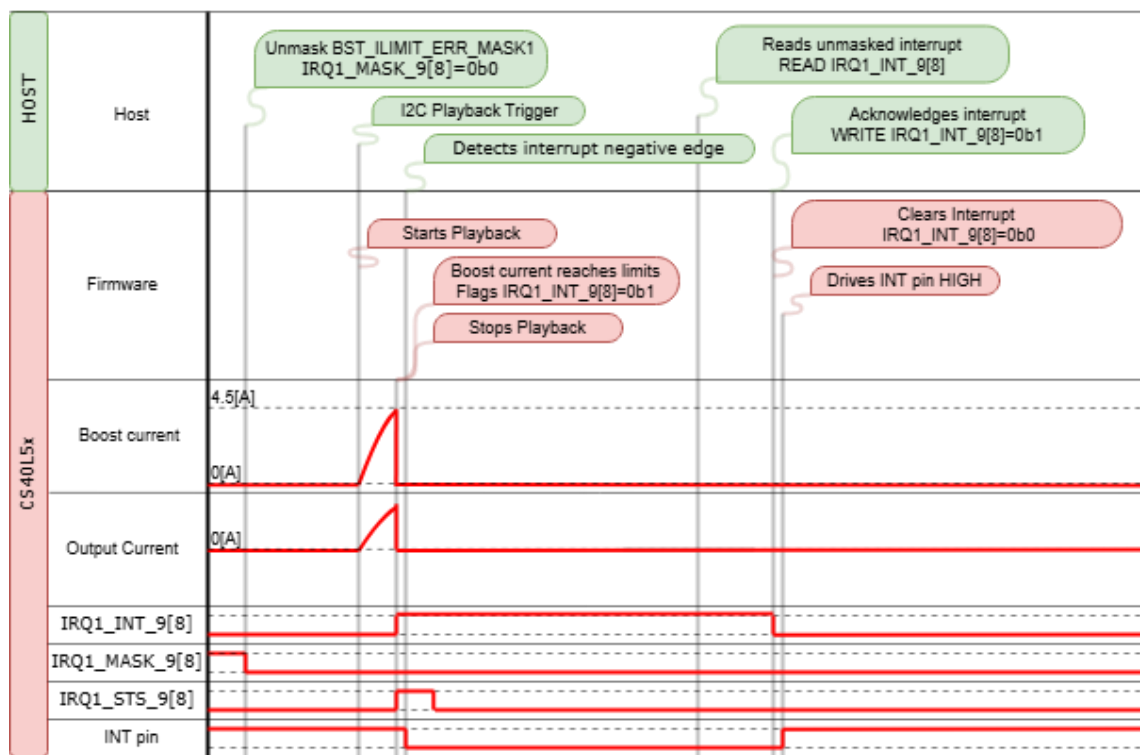 HOST
Host
Unmask BST_ILIMIT_ERR_MASK1
IRQ1_MASK_9[8]=0b0
I2C Playback Trigger
Detects interrupt negative edge
Reads unmasked interrupt
READ IRQ1_INT_9[8]
Acknowledges interrupt
WRITE IRQ1_INT_9[8]=0b1
CS40L5x
Firmware
Starts Playback
Boost current reaches limits
Flags IRQ1_INT_9[8]=0b1
Stops Playback
Clears Interrupt
IRQ1_INT_9[8]=0b0
Drives INT pin HIGH
Boost current
4.5[A]
0[A]
Output Current
0[A]
IRQ1_INT_9[8]
IRQ1_MASK_9[8]
IRQ1_STS_9[8]
INT pin